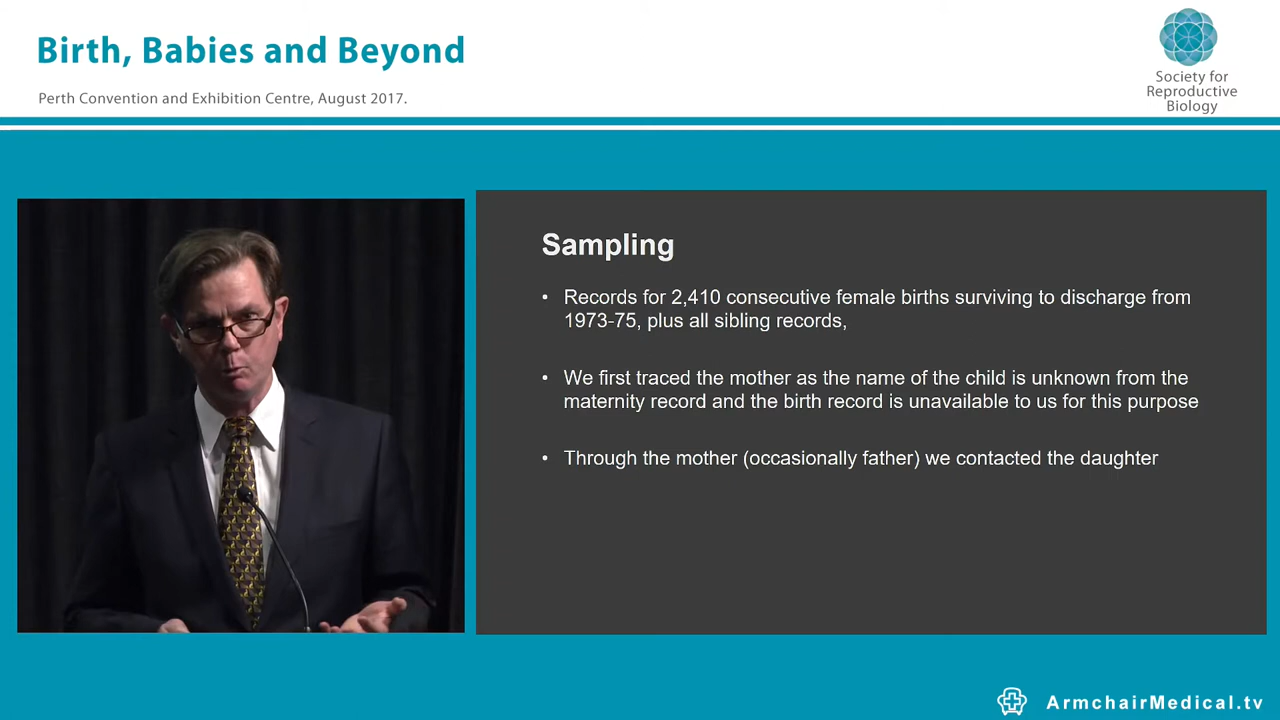 Birth, Babies and Beyond
Perth Convention and Exhibition Centre, August 2017.
Society for
Reproductive
Biology
Sampling
• Records for 2,410 consecutive female births surviving to discharge from
1973-75, plus all sibling records,
• We first traced the mother as the name of the child is unknown from the
maternity record and the birth record is unavailable to us for this purpose
• Through the mother (occasionally father) we contacted the daughter
ArmchairMedical.tv